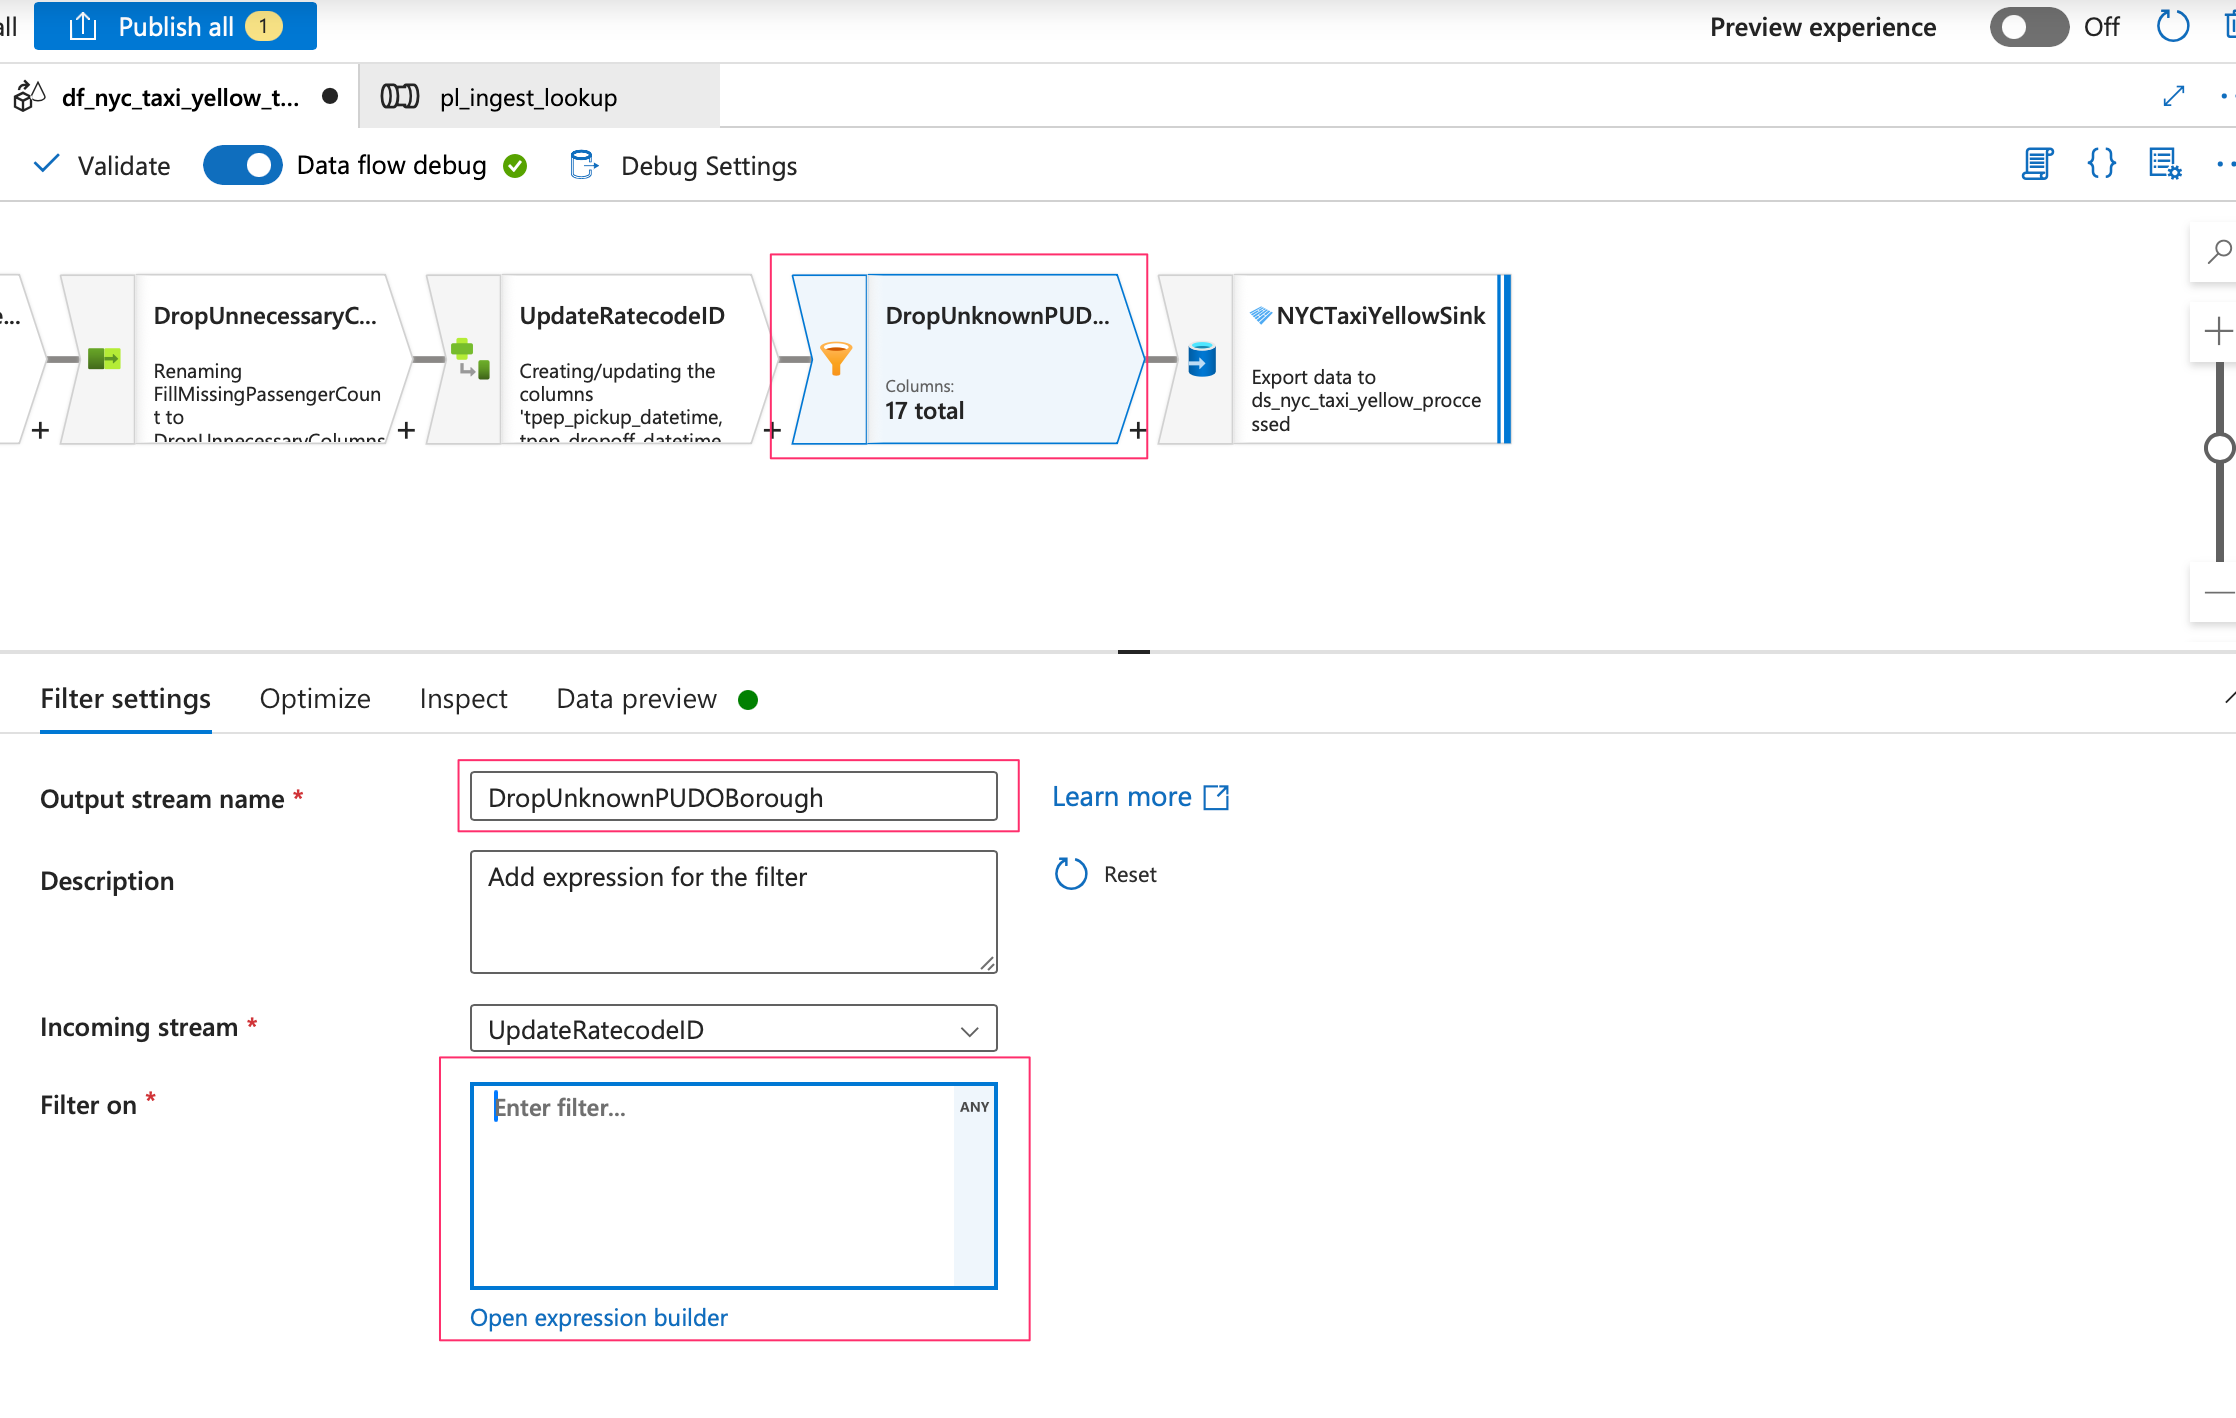 all Publish all 1 Preview experience Off
df_nyc_taxi_yellow_t... pl_ingest_lookup
Validate Data flow debug Debug Settings
e...
DropUnnecessaryC...
Renaming
FillMissingPassengerCoun
t to
DropUnnecessaryColumns
UpdateRatecodeID
Creating/updating the
columns
'tpep_pickup_datetime,
tpep_dropoff_datetime,
DropUnknownPUD...
Columns:
17 total
NYCTaxiYellowSink
Export data to
ds_nyc_taxi_yellow_procce
ssed
Filter settings Optimize Inspect Data preview
Output stream name * DropUnknownPUDOBorough Learn more
Description Add expression for the filter Reset
Incoming stream * UpdateRatecodeID
Filter on * Enter filter... ANY
Open expression builder